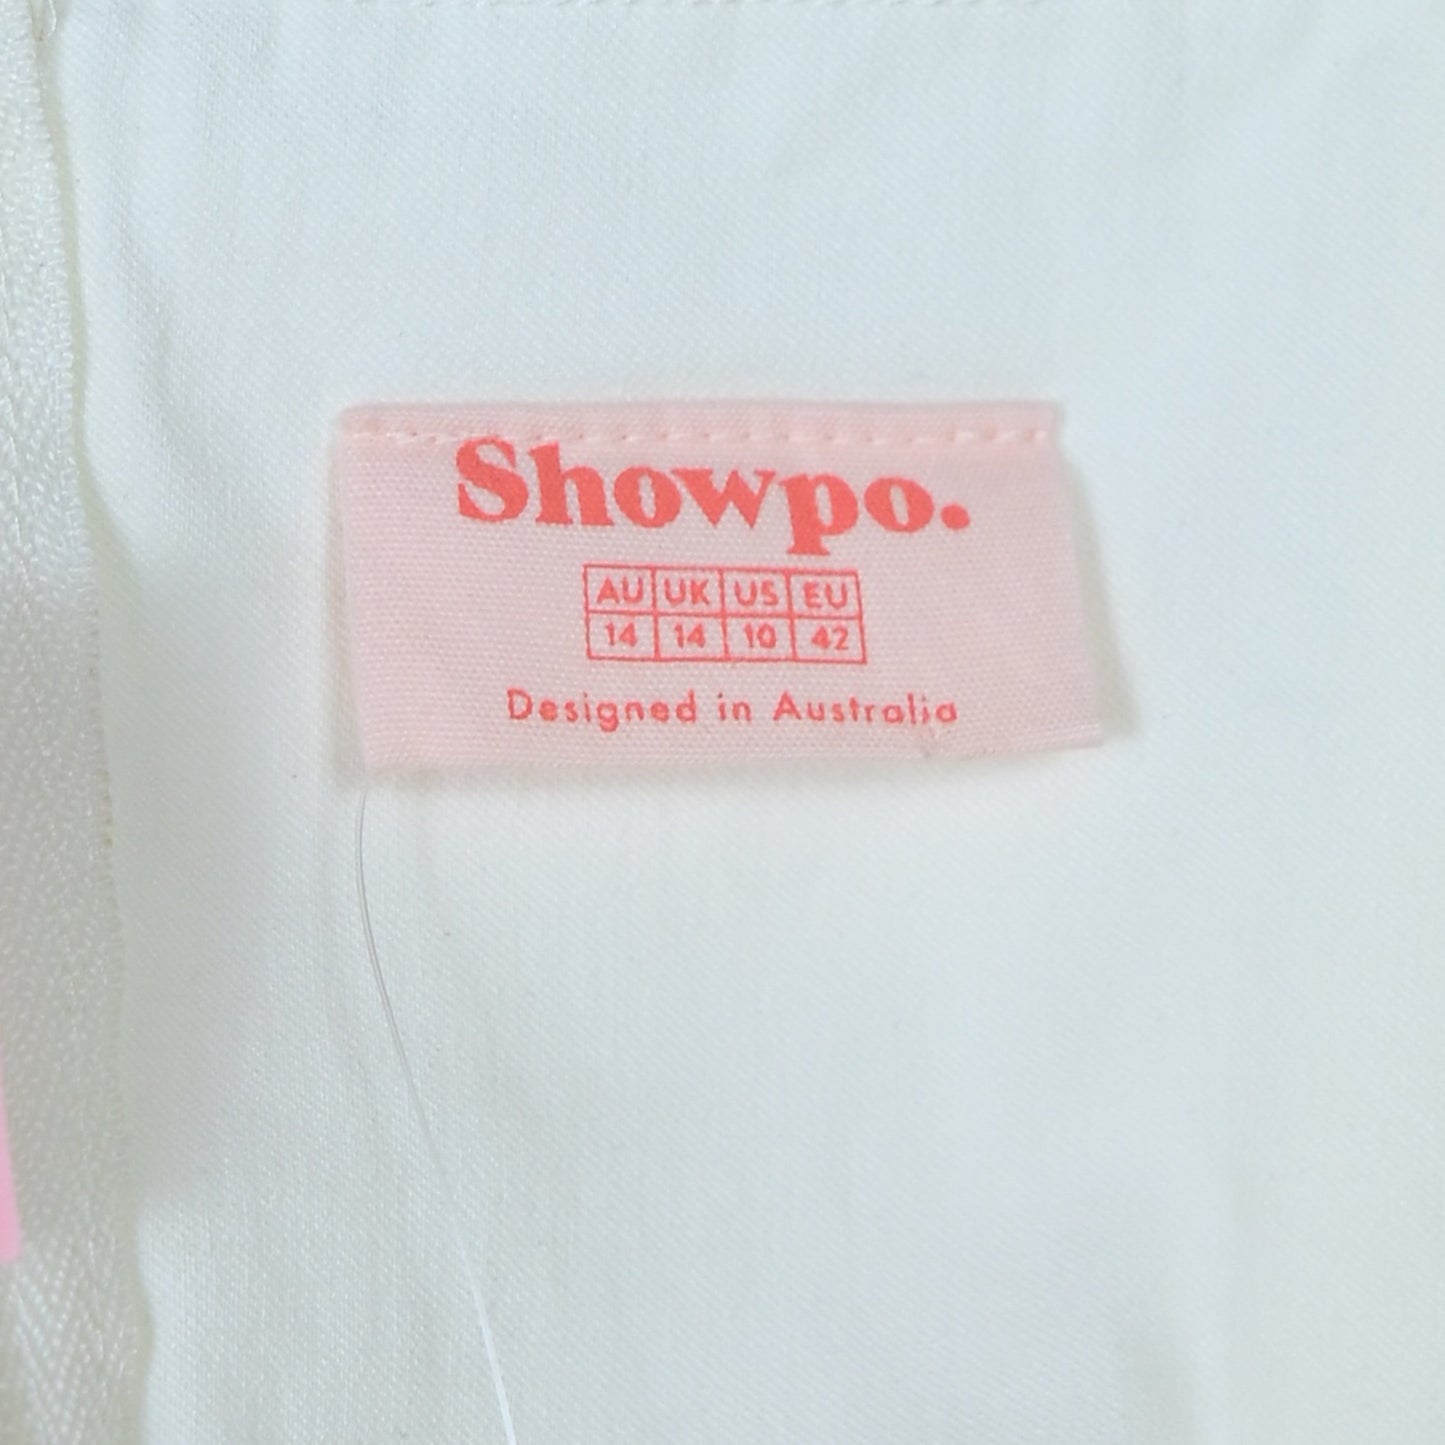 Showpo.
AU UK US EU
14 14 10 42
Designed in Australia